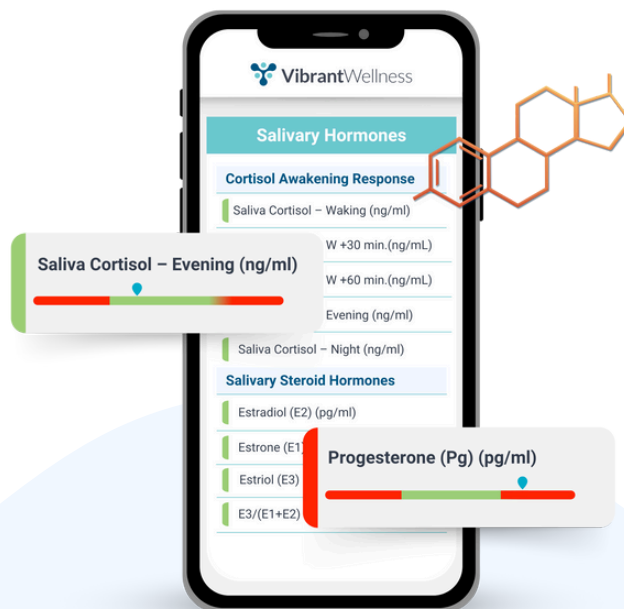 VibrantWellness
Salivary Hormones
Cortisol Awakening Response
Saliva Cortisol – Waking (ng/ml)
W +30 min.(ng/mL)
W +60 min.(ng/mL)
Evening (ng/ml)
Saliva Cortisol – Evening (ng/ml)
Saliva Cortisol – Night (ng/ml)
Salivary Steroid Hormones
Estradiol (E2) (pg/ml)
Estrone (E1)
Estriol (E3)
E3/(E1+E2)
Progesterone (Pg) (pg/ml)